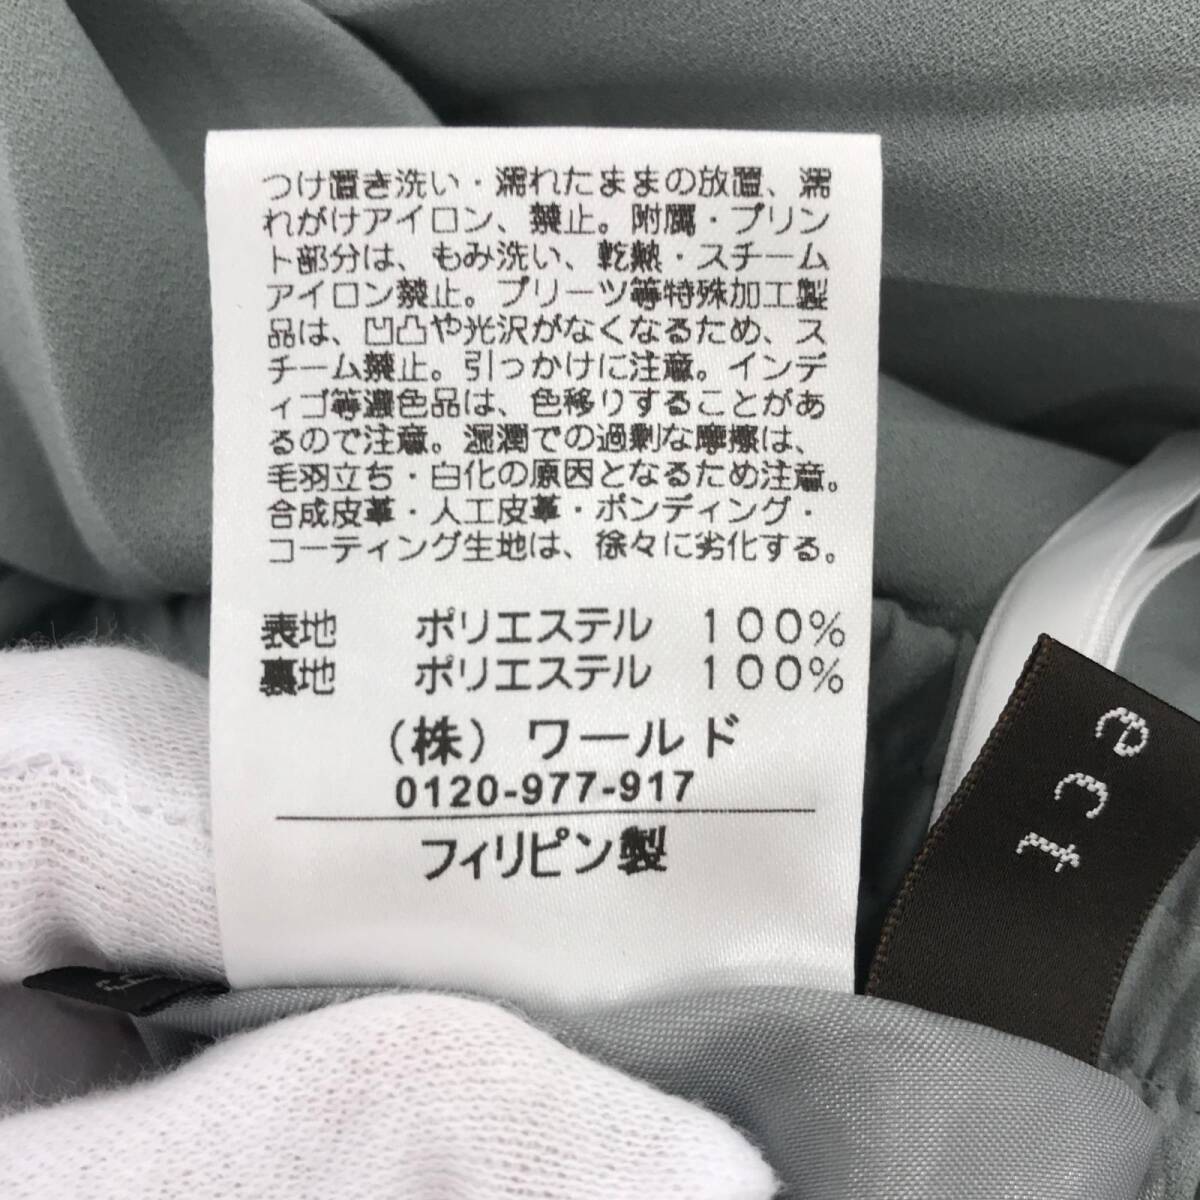 つけ置き洗い・濡れたままの放置、濡
れがけアイロン、禁止。附属・プリン
ト部分は、もみ洗い、乾熱・スチーム
アイロン禁止。プリーツ等特殊加工製
品は、凹凸や光沢がなくなるため、ス
チーム禁止。引っかけに注意。インデ
ィゴ等濃色品は、色移りすることがあ
るので注意。湿潤での過剰な摩擦は、
毛羽立ち・白化の原因となるため注意。
合成皮革・人工皮革・ボンディング・
コーティング生地は、徐々に劣化する。
表地 ポリエステル 100%
裏地 ポリエステル 100%
(株) ワールド
0120-977-917
フィリピン製
ect